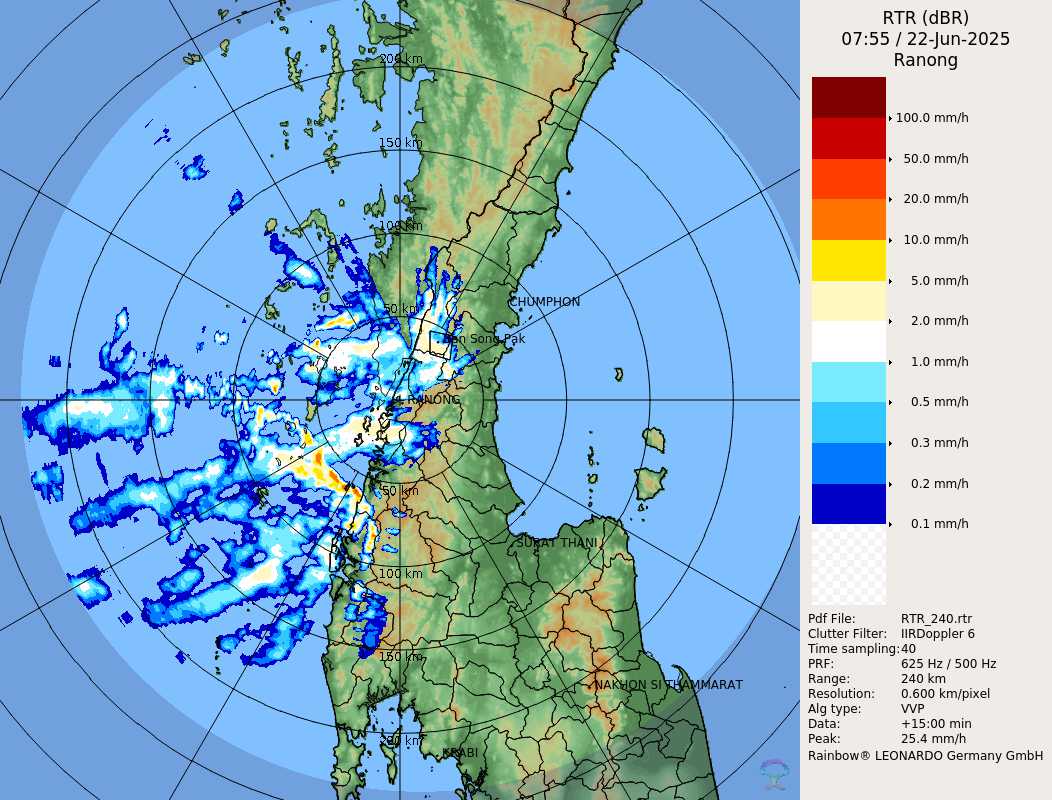 RTR (dBR)
07:55 / 22-Jun-2025
Ranong
100.0 mm/h
50.0 mm/h
20.0 mm/h
10.0 mm/h
5.0 mm/h
2.0 mm/h
1.0 mm/h
0.5 mm/h
0.3 mm/h
0.2 mm/h
0.1 mm/h
Pdf File: RTR_240.rtr
Clutter Filter: IIRDoppler 6
Time sampling:40
PRF: 625 Hz / 500 Hz
Range: 240 km
Resolution: 0.600 km/pixel
Alg type: VVP
Data: +15:00 min
Peak: 25.4 mm/h
Rainbow® LEONARDO Germany GmbH
200 km
150 km
100 km
CHUMPHON
50 km
Ban Song Pak
RANONG
50 km
SURAT THANI
100 km
150 km
NAKHON SI THAMMARAT
200 km
KRABI